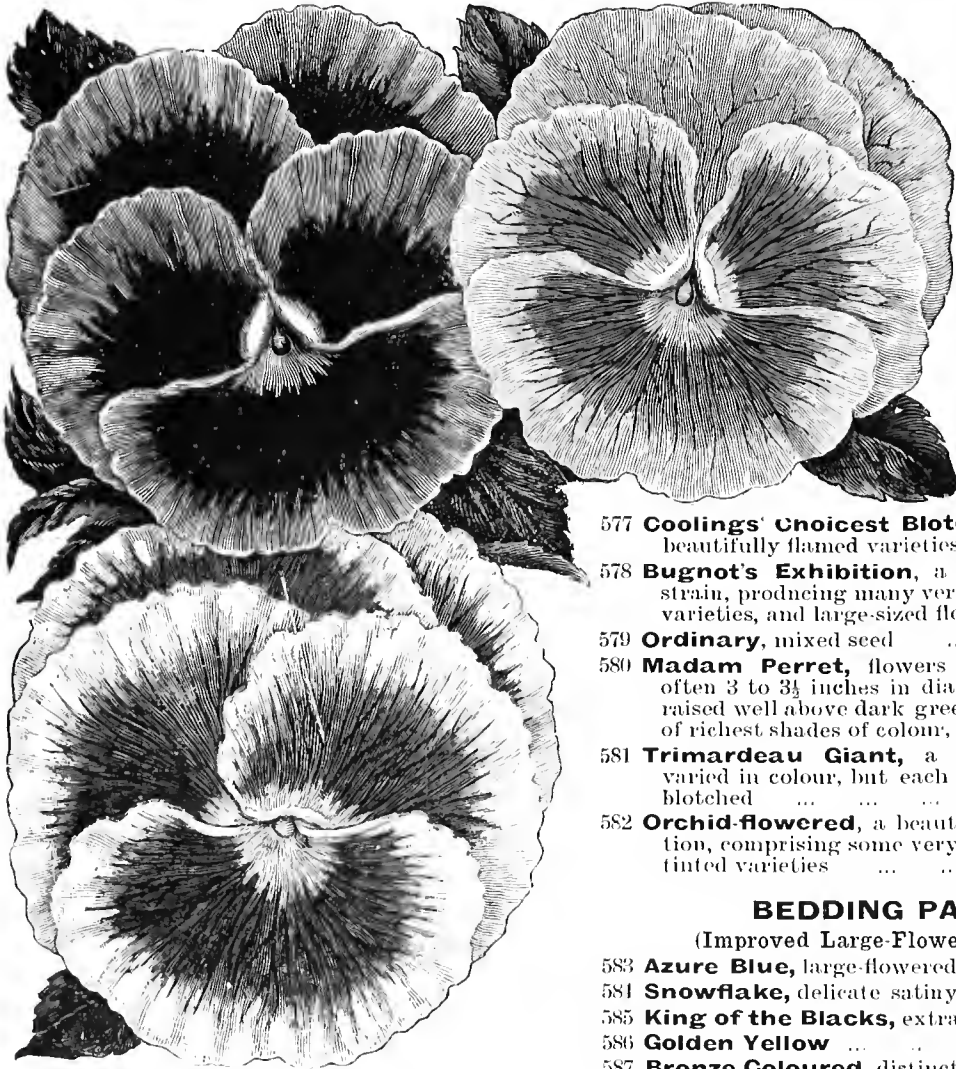 577 Coolings' Choicest Blot
beautifully flamed varieties
578 Bugnot's Exhibition, a
strain, producing many ver
varieties, and large-sized flo
579 Ordinary, mixed seed ..
580 Madam Perret, flowers
often 3 to 3½ inches in dia
raised well above dark gree
of richest shades of colour,
581 Trimardeau Giant, a
varied in colour, but each
blotched ... ... ...
582 Orchid-flowered, a beaut
tion, comprising some very
tinted varieties ... ..
BEDDING PA
(Improved Large-Flowe
583 Azure Blue, large-flowered
584 Snowflake, delicate satiny
585 King of the Blacks, extra
586 Golden Yellow ... ..
587 Bronze Coloured, distinct